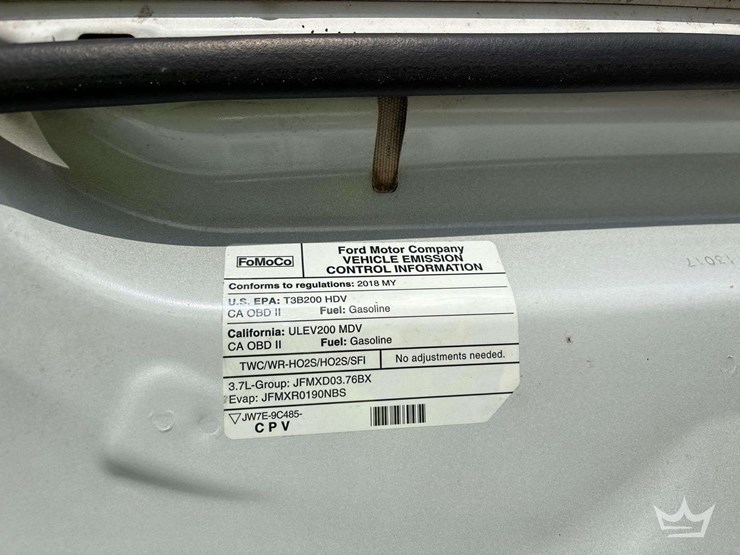 FoMoCo
Ford Motor Company
VEHICLE EMISSION
CONTROL INFORMATION
Conforms to regulations: 2018 MY
U.S. EPA: T3B200 HDV
CA OBD II Fuel: Gasoline
California: ULEV200 MDV
CA OBD II Fuel: Gasoline
TWC/WR-HO2S/HO2S/SFI
No adjustments needed.
3.7L-Group: JFMXD03.76BX
Evap: JFMXR0190NBS
JW7E-9C485-
CPV
13017